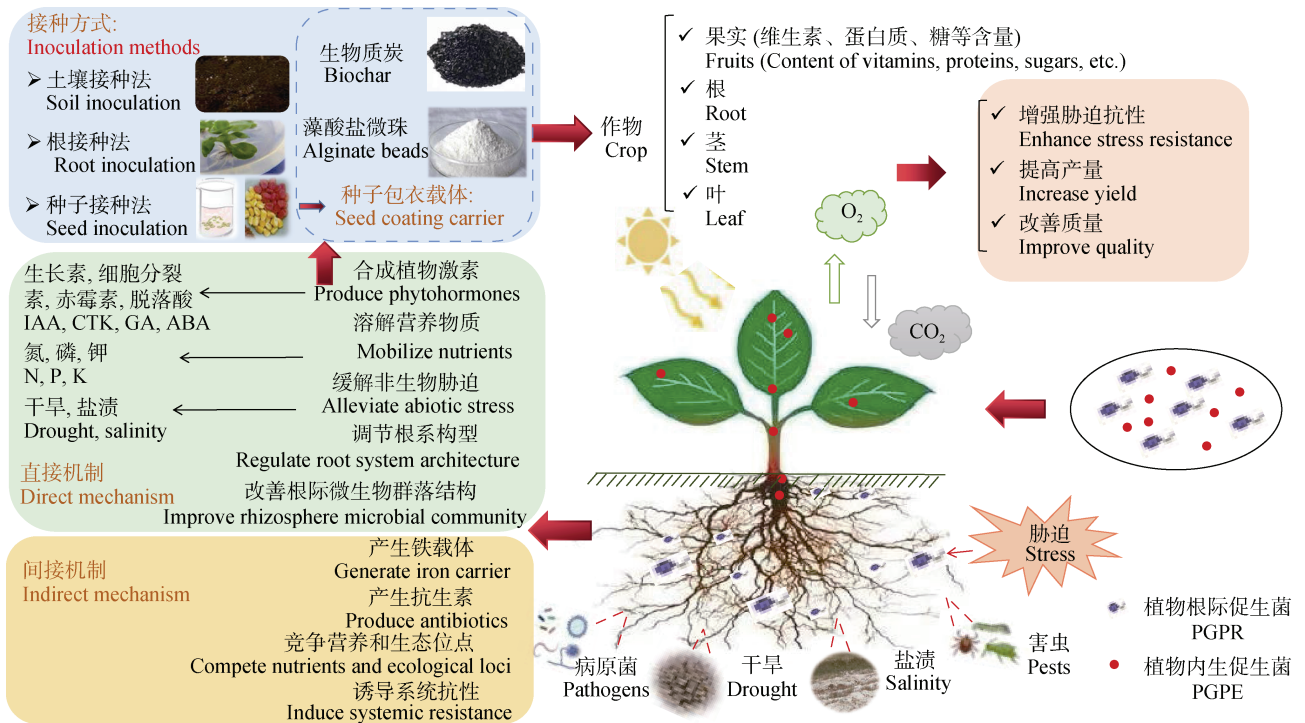 接种方式:
Inoculation methods
土壤接种法
Soil inoculation
根接种法
Root inoculation
种子接种法
Seed inoculation
生物质炭
Biochar
藻酸盐微珠
Alginate beads
种子包衣载体:
Seed coating carrier
作物
Crop
果实 (维生素、蛋白质、糖等含量)
Fruits (Content of vitamins, proteins, sugars, etc.)
根
Root
茎
Stem
叶
Leaf
增强胁迫抗性
Enhance stress resistance
提高产量
Increase yield
改善质量
Improve quality
O₂
CO₂
生长素, 细胞分裂
素, 赤霉素, 脱落酸
IAA, CTK, GA, ABA
氮, 磷, 钾
N, P, K
干旱, 盐渍
Drought, salinity
直接机制
Direct mechanism
合成植物激素
Produce phytohormones
溶解营养物质
Mobilize nutrients
缓解非生物胁迫
Alleviate abiotic stress
调节根系构型
Regulate root system architecture
改善根际微生物群落结构
Improve rhizosphere microbial community
间接机制
Indirect mechanism
产生铁载体
Generate iron carrier
产生抗生素
Produce antibiotics
竞争营养和生态位点
Compete nutrients and ecological loci
诱导系统抗性
Induce systemic resistance
胁迫
Stress
病原菌
Pathogens
干旱
Drought
盐渍
Salinity
害虫
Pests
植物根际促生菌
PGPR
植物内生促生菌
PGPE